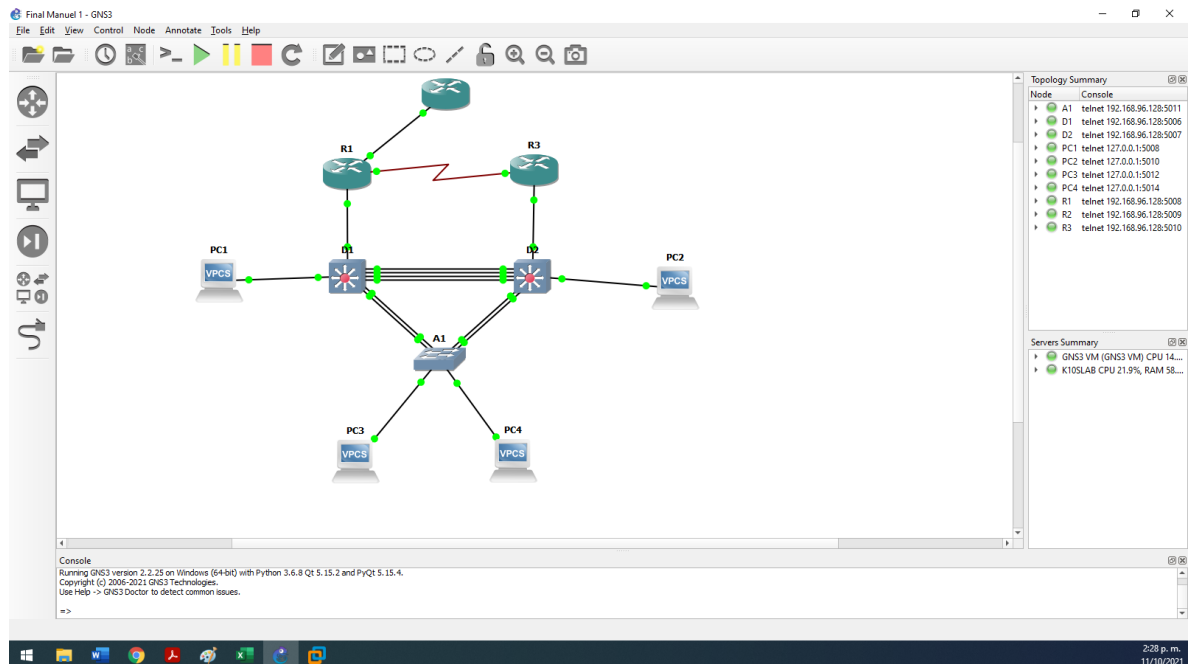 Final Manuel 1 - GNS3
File Edit View Control Node Annotate Tools Help
Topology Summary
Node Console
A1 telnet 192.168.96.128:5011
D1 telnet 192.168.96.128:5006
D2 telnet 192.168.96.128:5007
PC1 telnet 127.0.0.1:5008
PC2 telnet 127.0.0.1:5010
PC3 telnet 127.0.0.1:5012
PC4 telnet 127.0.0.1:5014
R1 telnet 192.168.96.128:5008
R2 telnet 192.168.96.128:5009
R3 telnet 192.168.96.128:5010
R1
R3
D1
D2
PC1
VPCS
PC2
VPCS
A1
PC3
VPCS
PC4
VPCS
Servers Summary
GNS3 VM (GNS3 VM) CPU 14....
K10SLAB CPU 21.9%, RAM 58....
Console
Running GNS3 version 2.2.25 on Windows (64-bit) with Python 3.6.8 Qt 5.15.2 and PyQt 5.15.4.
Copyright (c) 2006-2021 GNS3 Technologies.
Use Help -> GNS3 Doctor to detect common issues.
=>
2:28 p. m.
11/10/2021